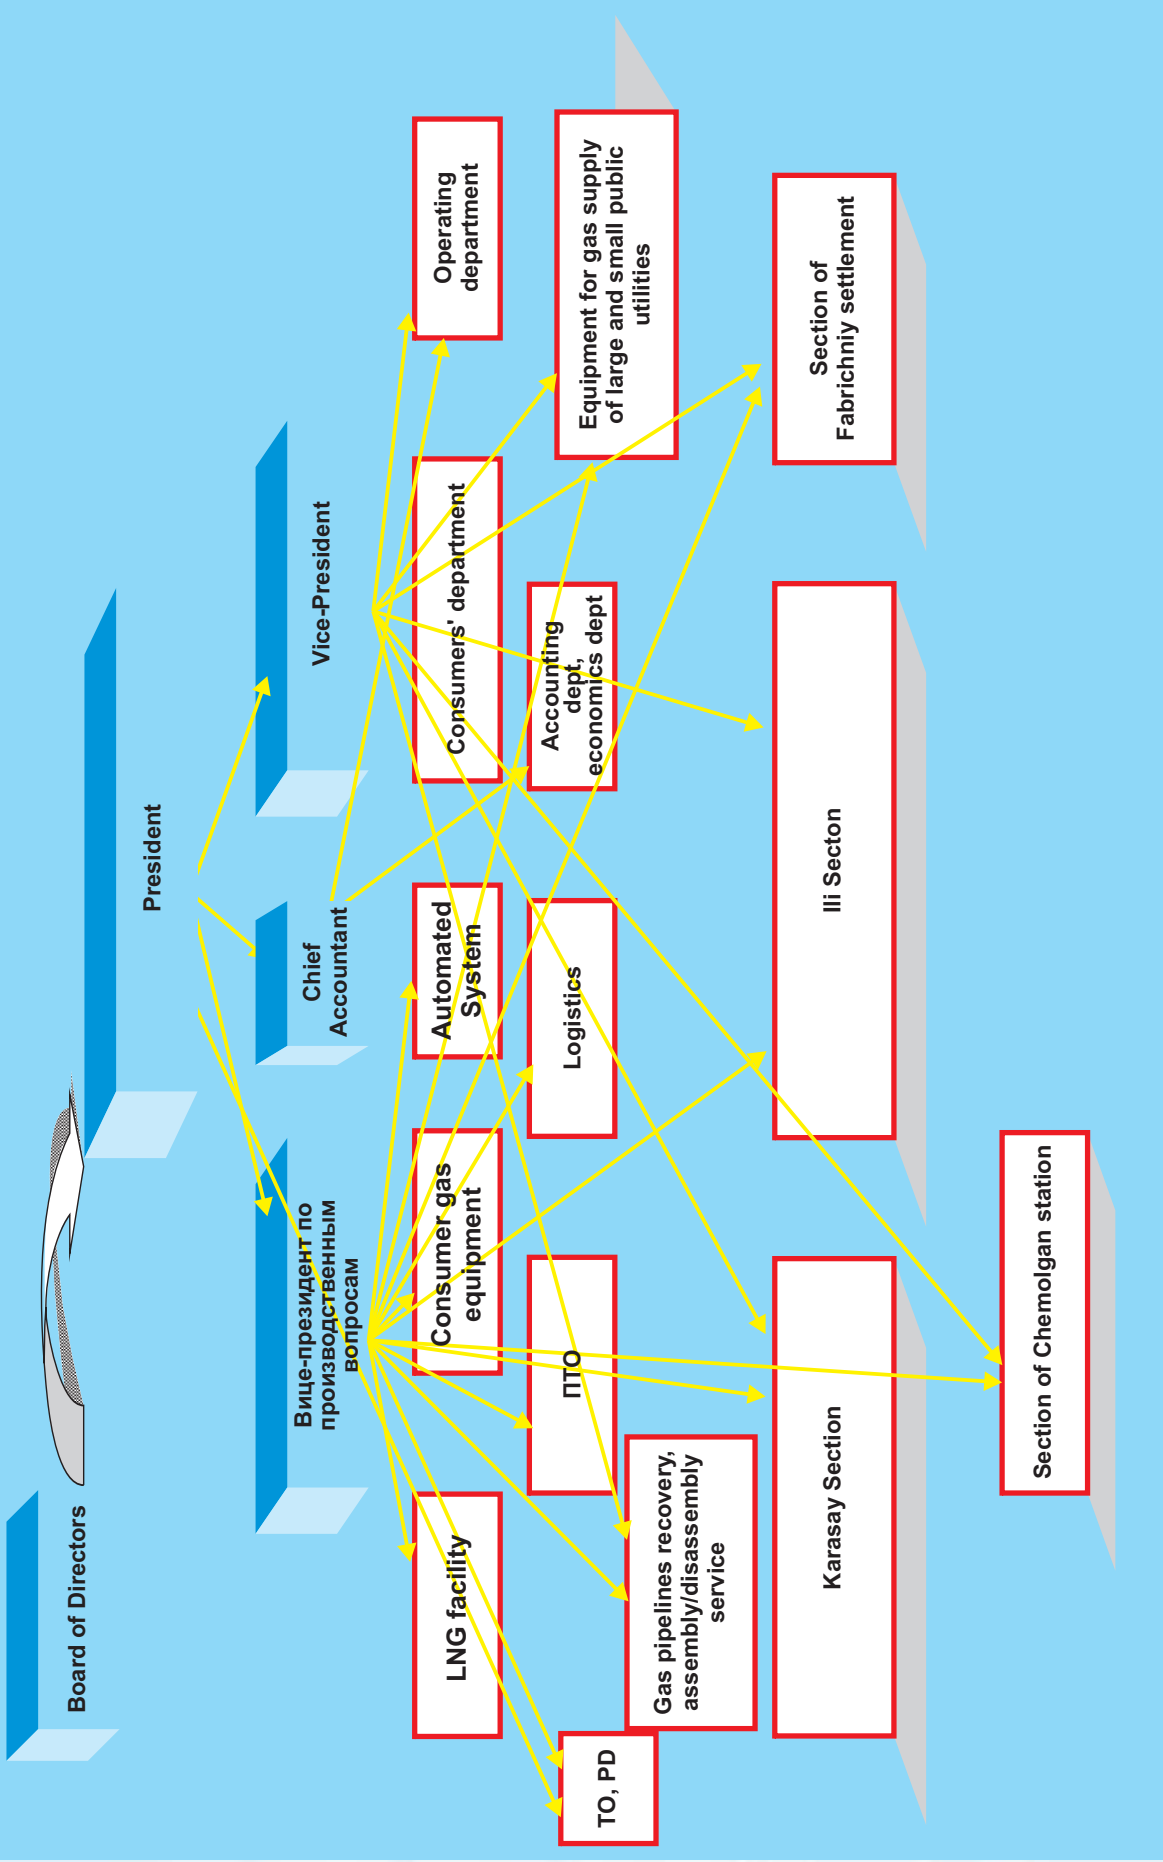 Board of Directors
President
Вице-президент по
производственным
вопросам
Chief
Accountant
Vice-President
LNG facility
Consumer gas
equipment
Automated
System
Consumers' department
Operating
department
TO, PD
Gas pipelines recovery,
assembly/disassembly
service
ПТО
Logistics
Accounting
dept,
economics dept
Equipment for gas supply
of large and small public
utilities
Karasay Section
Ili Secton
Section of
Fabrichniy settlement
Section of Chemolgan station